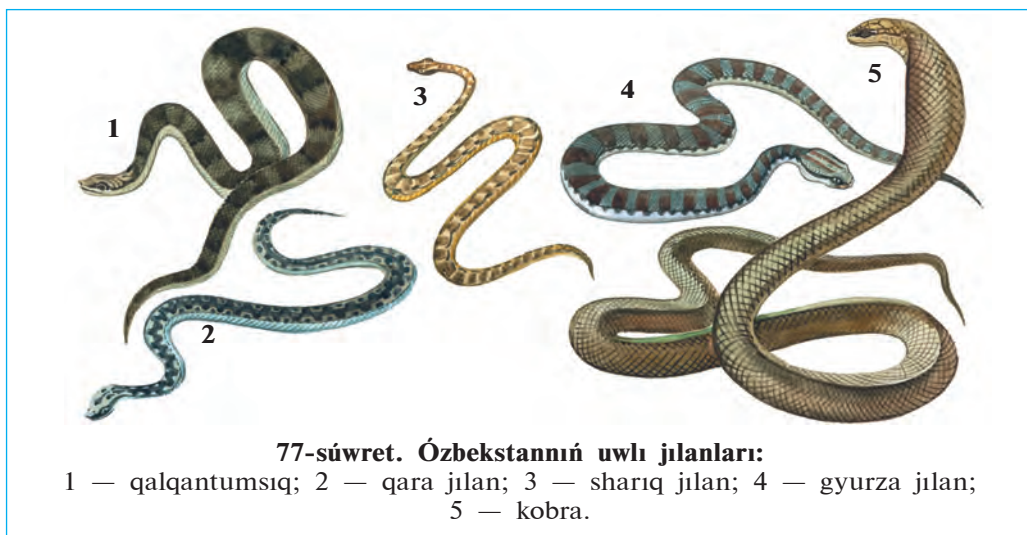 1
2
3
4
5
77-súwret. Ózbekstannıń uwlı jılanları:
1 — qalqantumsıq; 2 — qara jılan; 3 — sharıq jılan; 4 — gyurza jılan;
5 — kobra.